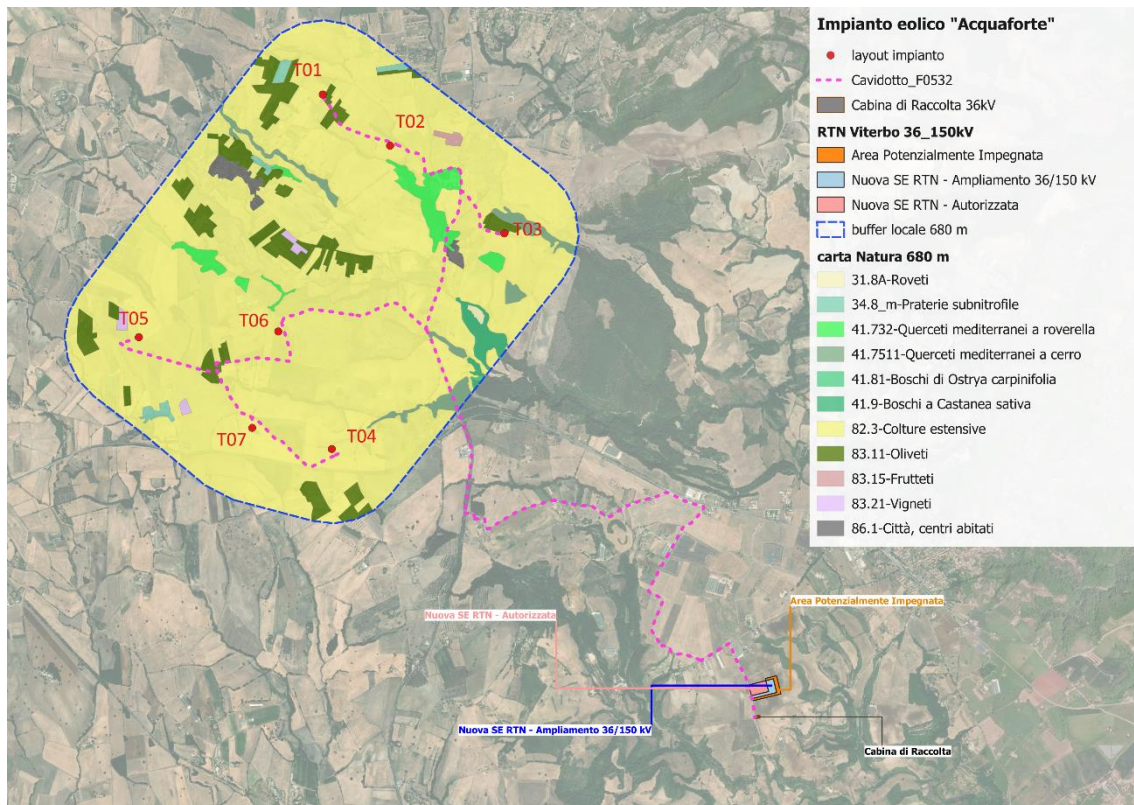 Impianto eolico "Acquaforte"
layout impianto
Cavidotto_F0532
Cabina di Raccolta 36kV
RTN Viterbo 36_150kV
Area Potenzialmente Impegnata
Nuova SE RTN - Ampliamento 36/150 kV
Nuova SE RTN - Autorizzata
buffer locale 680 m
carta Natura 680 m
31.8A-Roveti
34.8_m-Praterie subnitrofile
41.732-Querceti mediterranei a roverella
41.7511-Querceti mediterranei a cerro
41.81-Boschi di Ostrya carpinifolia
41.9-Boschi a Castanea sativa
82.3-Colture estensive
83.11-Oliveti
83.15-Frutteti
83.21-Vigneti
86.1-Città, centri abitati
T01
T02
T03
T05
T06
T07
T04
Area Potenzialmente Impegnata
Nuova SE RTN - Autorizzata
Nuova SE RTN - Ampliamento 36/150 kV
Cabina di Raccolta